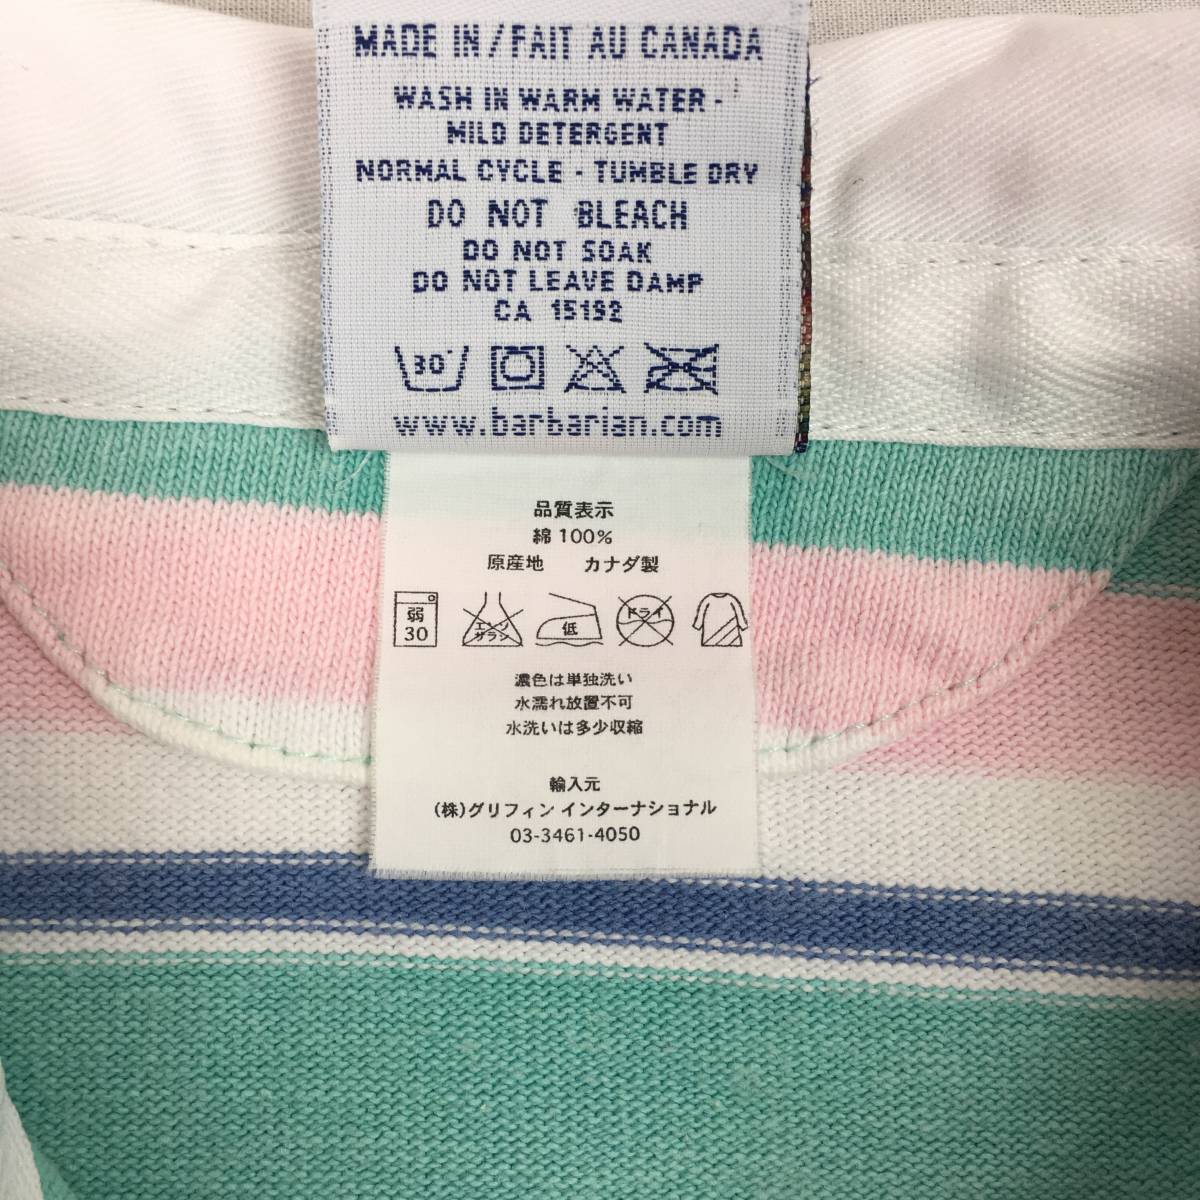 MADE IN/FAIT AU CANADA
WASH IN WARM WATER -
MILD DETERGENT
NORMAL CYCLE - TUMBLE DRY
DO NOT BLEACH
DO NOT SOAK
DO NOT LEAVE DAMP
CA 15192
30°
www.barbarian.com
品質表示
綿 100%
原産地 カナダ製
弱 30 エンソ サラシ 低 ドライ
濃色は単独洗い
水濡れ放置不可
水洗いは多少収縮
輸入元
(株)グリフィン インターナショナル
03-3461-4050